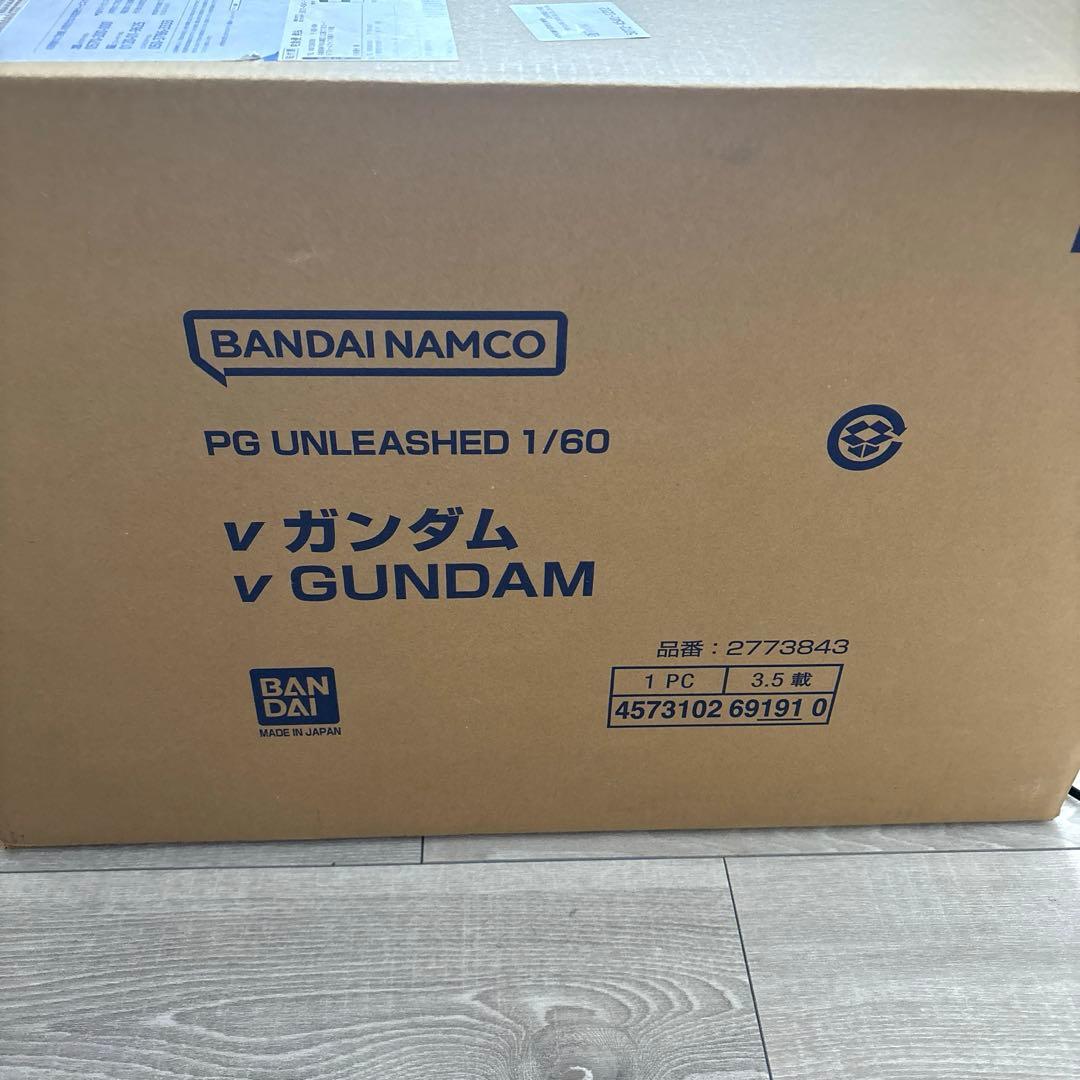 BANDAI NAMCO
PG UNLEASHED 1/60
ν ガンダム
ν GUNDAM
品番：2773843
1 PC 3.5 載
4573102 69191 0
BAN
DAI
MADE IN JAPAN